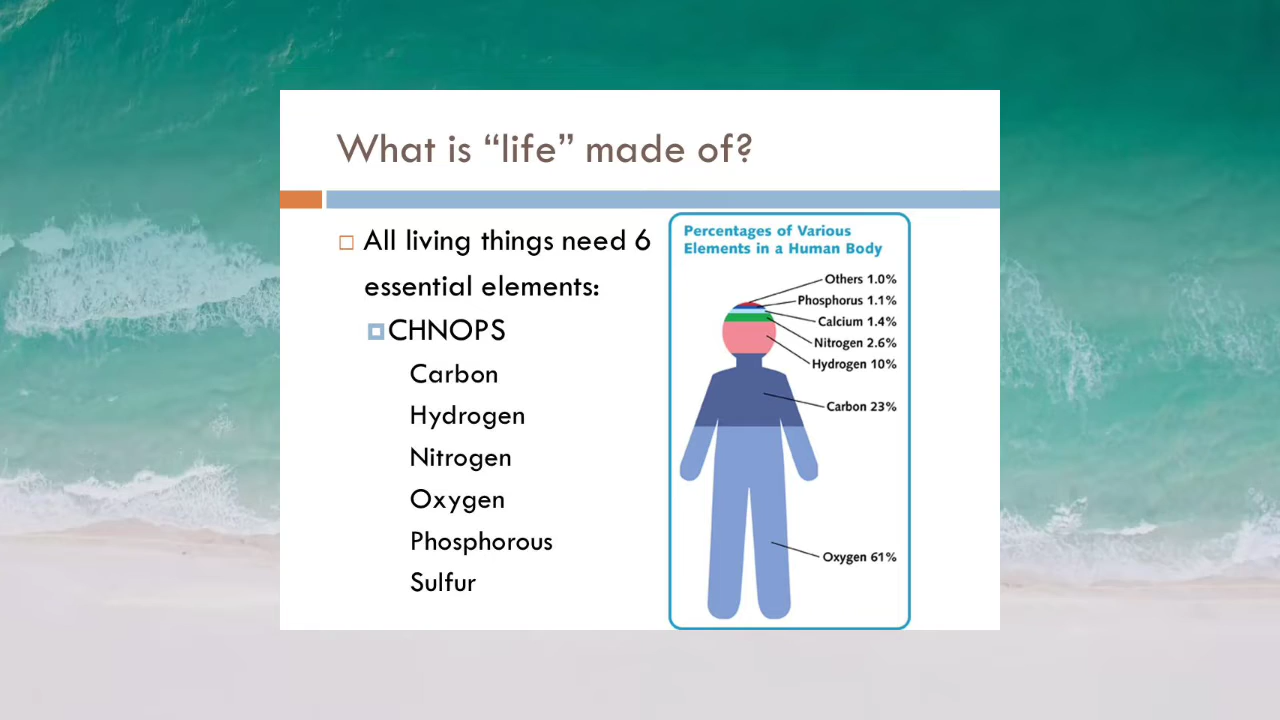 What is “life” made of?
All living things need 6
essential elements:
CHNOPS
Carbon
Hydrogen
Nitrogen
Oxygen
Phosphorous
Sulfur
Percentages of Various
Elements in a Human Body
Others 1.0%
Phosphorus 1.1%
Calcium 1.4%
Nitrogen 2.6%
Hydrogen 10%
Carbon 23%
Oxygen 61%